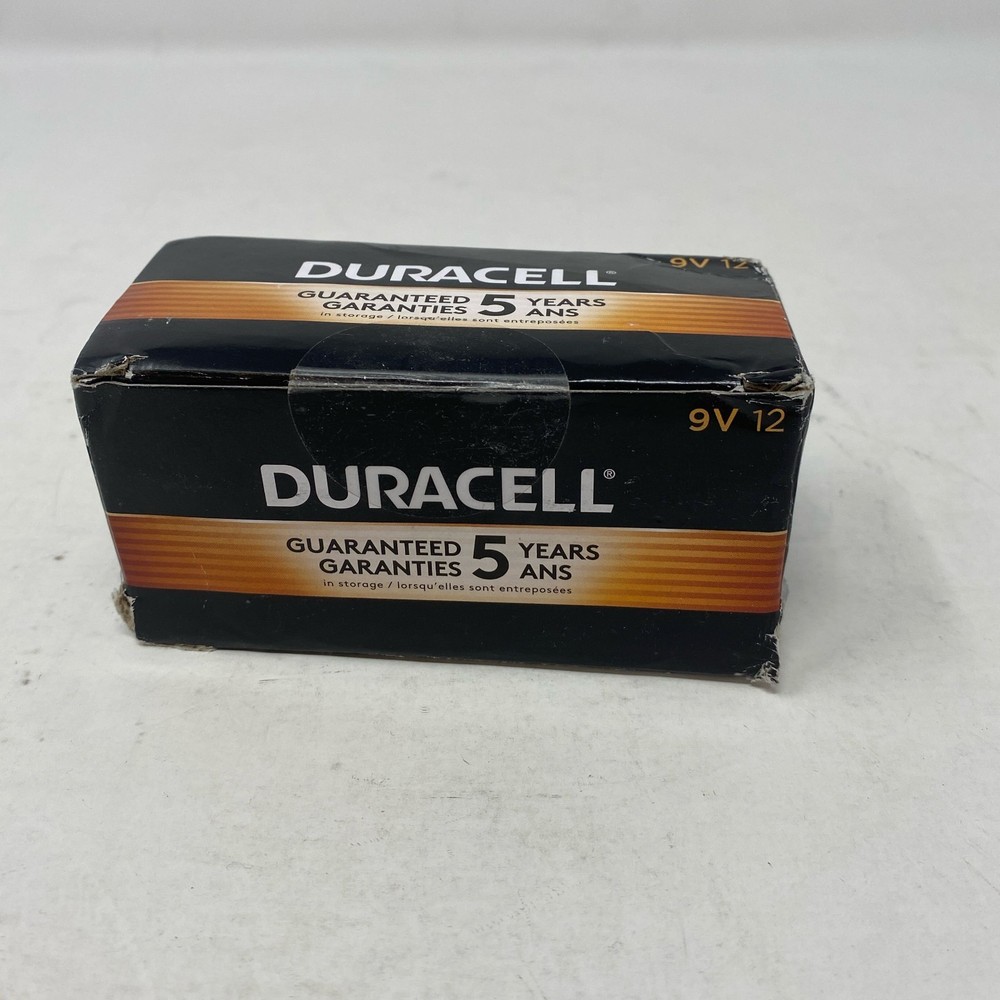 DURACELL®
9V 12
GUARANTEED 5 YEARS
GARANTIES ANS
in storage / lorsqu'elles sont entreposées
9V 12
DURACELL®
GUARANTEED 5 YEARS
GARANTIES ANS
in storage / lorsqu'elles sont entreposées